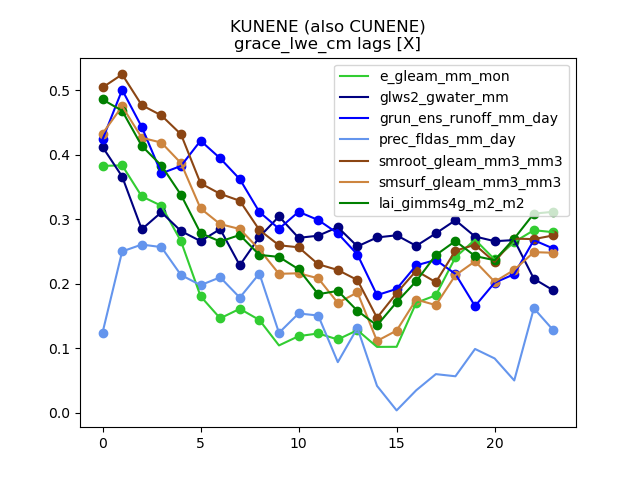 KUNENE (also CUNENE)
grace_lwe_cm lags [X]
e_gleam_mm_mon
glws2_gwater_mm
grun_ens_runoff_mm_day
prec_fldas_mm_day
smroot_gleam_mm3_mm3
smsurf_gleam_mm3_mm3
lai_gimms4g_m2_m2
0.5
0.4
0.3
0.2
0.1
0.0
0 5 10 15 20